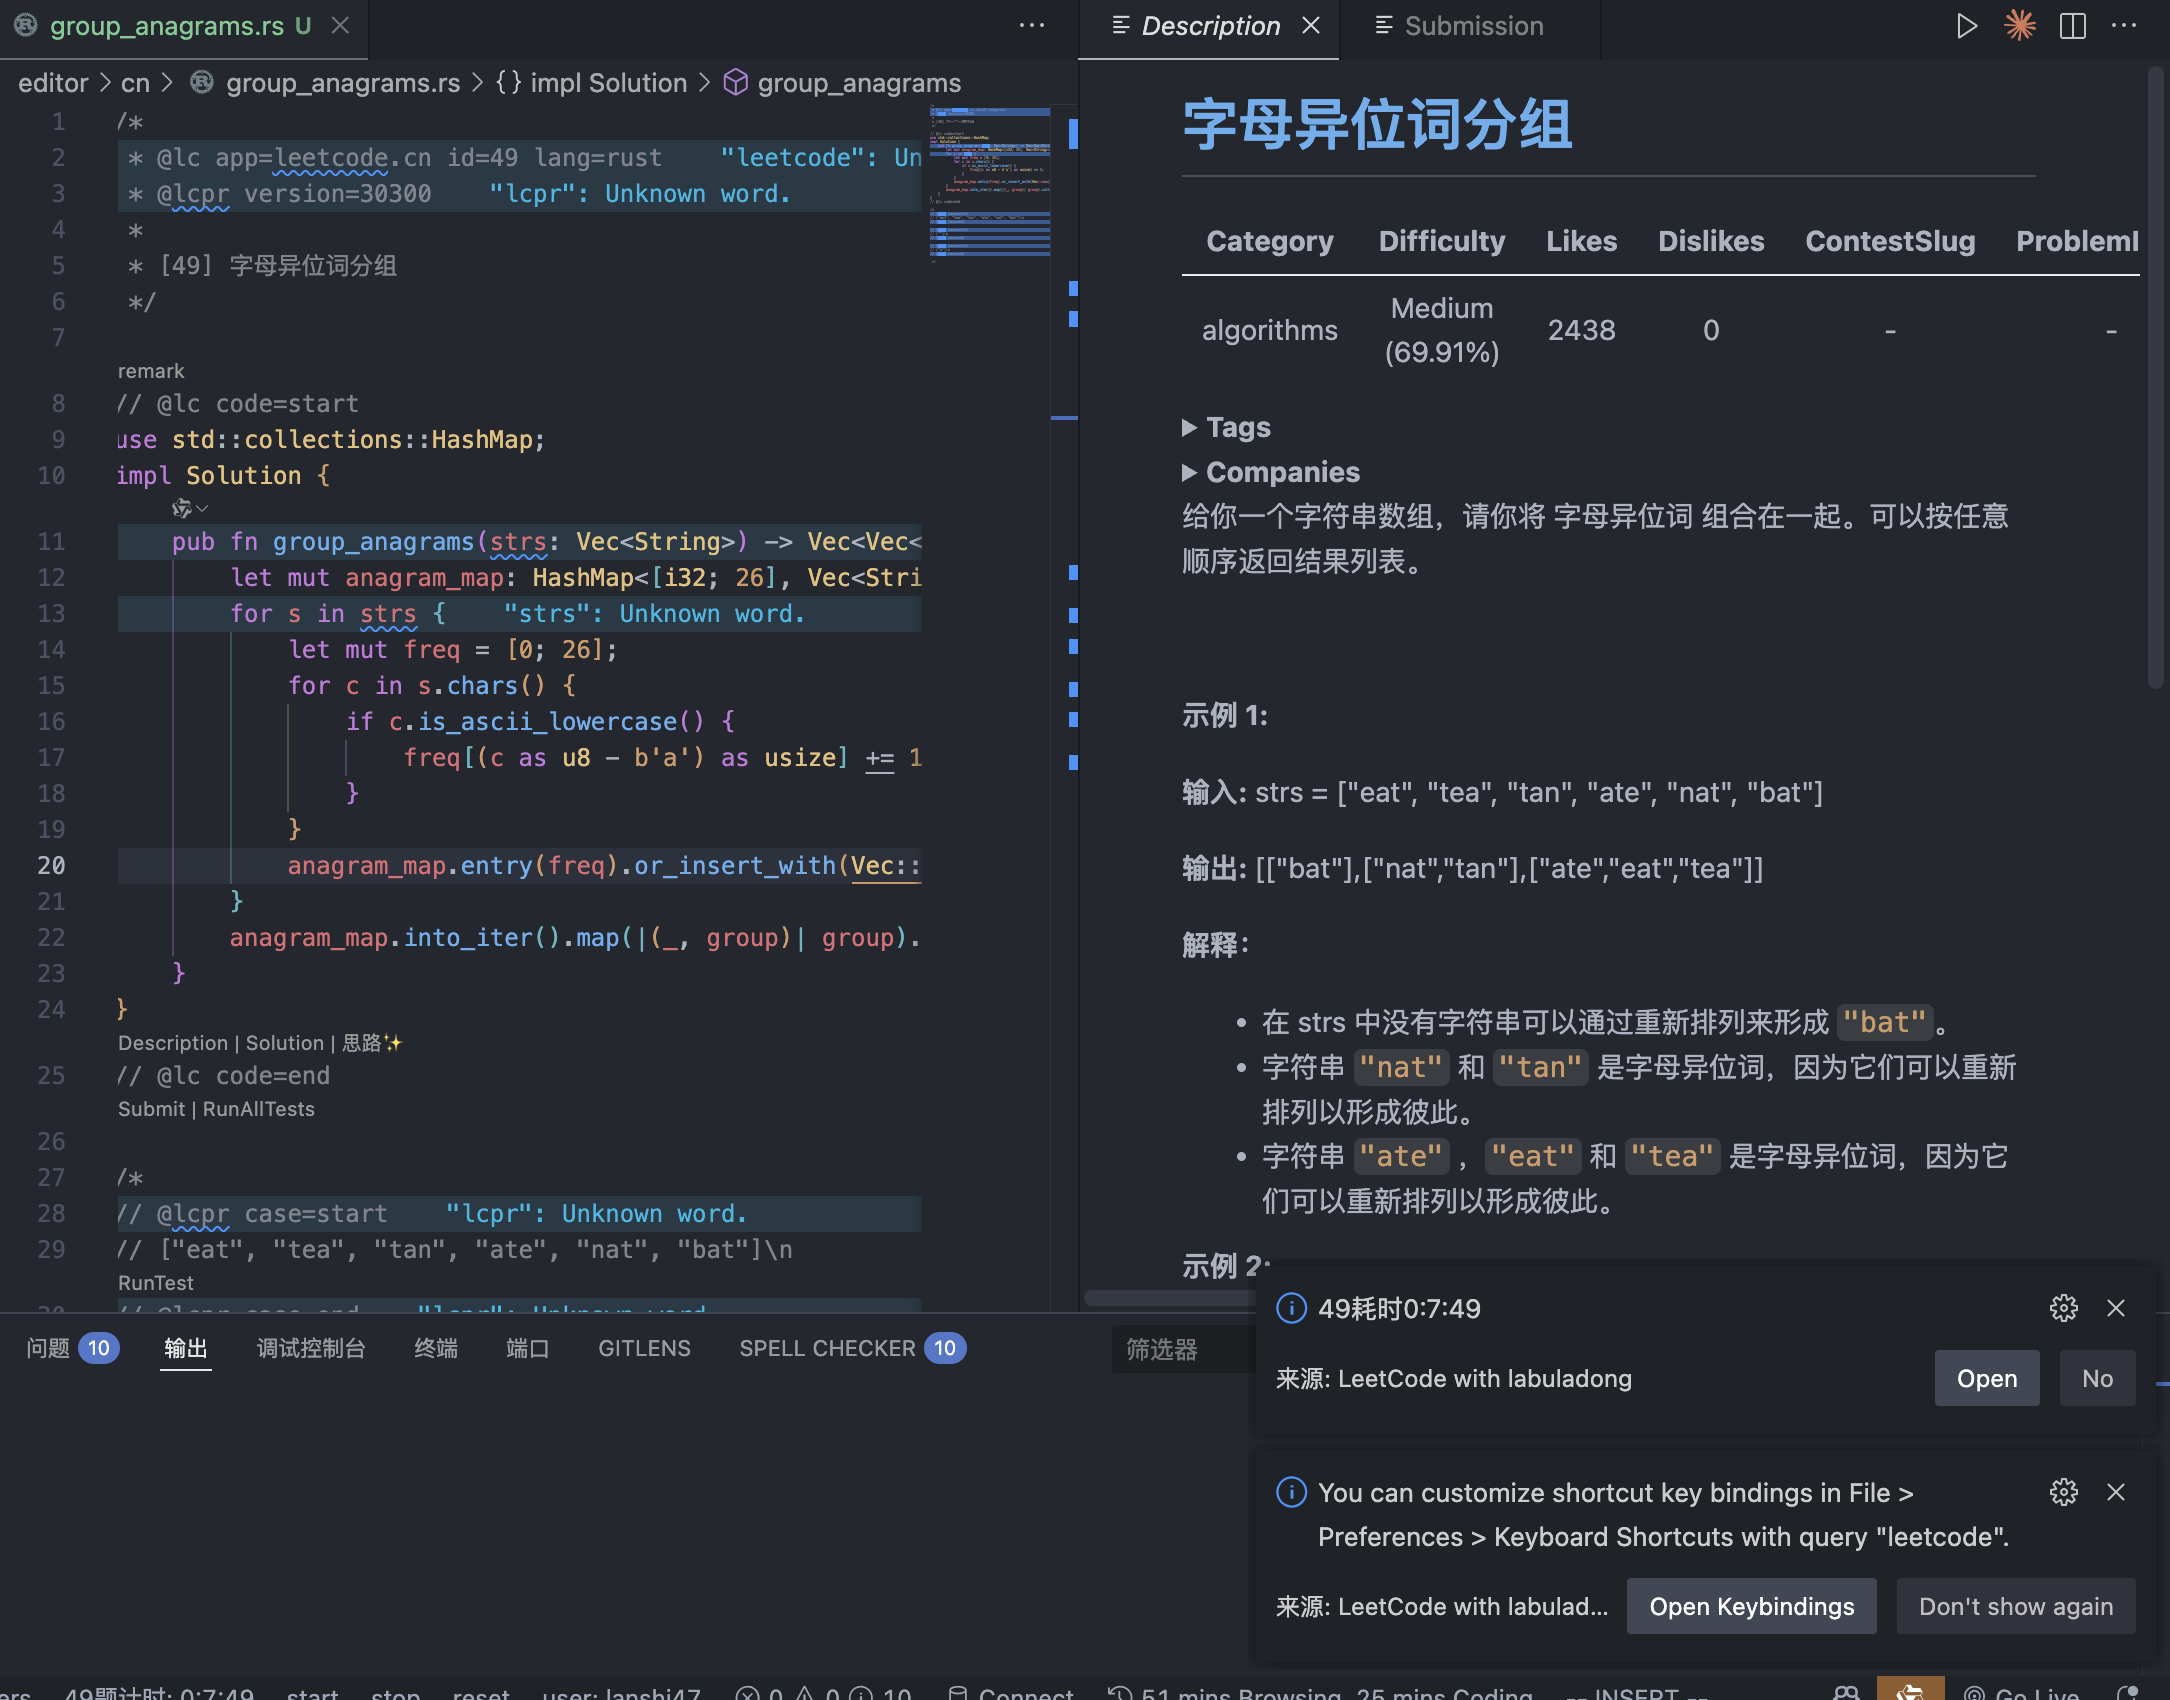 group_anagrams.rs U
Description
Submission
editor > cn > group_anagrams.rs > {} impl Solution > group_anagrams
1 /*
2 * @lc app=leetcode.cn id=49 lang=rust "leetcode": Un
3 * @lcpr version=30300 "lcpr": Unknown word.
4 *
5 * [49] 字母异位词分组
6 */
7
remark
8 // @lc code=start
9 use std::collections::HashMap;
10 impl Solution {
11 pub fn group_anagrams(strs: Vec<String>) -> Vec<Vec<
12 let mut anagram_map: HashMap<[i32; 26], Vec<Stri
13 for s in strs { "strs": Unknown word.
14 let mut freq = [0; 26];
15 for c in s.chars() {
16 if c.is_ascii_lowercase() {
17 freq[(c as u8 - b'a') as usize] += 1
18 }
19 }
20 anagram_map.entry(freq).or_insert_with(Vec::
21 }
22 anagram_map.into_iter().map(|(_, group)| group).
23 }
24 }
Description | Solution | 思路✨
25 // @lc code=end
Submit | RunAllTests
26
27 /*
28 // @lcpr case=start "lcpr": Unknown word.
29 // ["eat", "tea", "tan", "ate", "nat", "bat"]\n
RunTest
30 // @lcpr case=end "lcpr": Unknown word.
字母异位词分组
Category Difficulty Likes Dislikes ContestSlug ProblemI
algorithms Medium (69.91%) 2438 0 - -
Tags
Companies
给你一个字符串数组，请你将 字母异位词 组合在一起。可以按任意
顺序返回结果列表。
示例 1:
输入: strs = ["eat", "tea", "tan", "ate", "nat", "bat"]
输出: [["bat"],["nat","tan"],["ate","eat","tea"]]
解释：
• 在 strs 中没有字符串可以通过重新排列来形成 "bat"。
• 字符串 "nat" 和 "tan" 是字母异位词，因为它们可以重新
排列以形成彼此。
• 字符串 "ate" ，"eat" 和 "tea" 是字母异位词，因为它
们可以重新排列以形成彼此。
示例 2:
问题 10 输出 调试控制台 终端 端口 GITLENS SPELL CHECKER 10 筛选器
49耗时0:7:49
来源: LeetCode with labuladong
Open No
You can customize shortcut key bindings in File >
Preferences > Keyboard Shortcuts with query "leetcode".
来源: LeetCode with labulad...
Open Keybindings Don't show again
49题计时: 0:7:49 start stop reset user: lanshi47 0 0 10 Connect 51 mins Browsing, 25 mins Coding -- INSERT -- Go Live